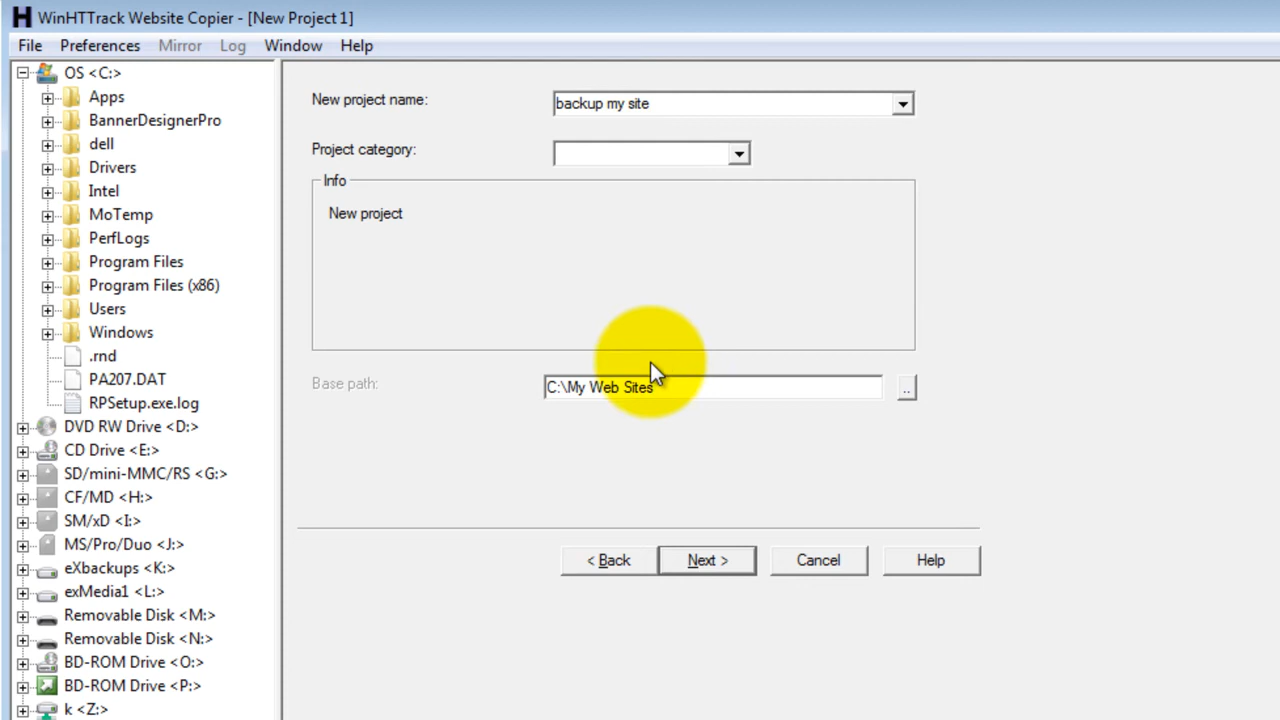 WinHTTrack Website Copier - [New Project 1]
File Preferences Mirror Log Window Help
OS <C:>
Apps
BannerDesignerPro
dell
Drivers
Intel
MoTemp
PerfLogs
Program Files
Program Files (x86)
Users
Windows
.rnd
PA207.DAT
RPSetup.exe.log
DVD RW Drive <D:>
CD Drive <E:>
SD/mini-MMC/RS <G:>
CF/MD <H:>
SM/xD <I:>
MS/Pro/Duo <J:>
eXbackups <K:>
exMedia1 <L:>
Removable Disk <M:>
Removable Disk <N:>
BD-ROM Drive <O:>
BD-ROM Drive <P:>
k <Z:>
New project name: backup my site
Project category:
Info
New project
Base path: C:\My Web Sites ..
< Back Next > Cancel Help